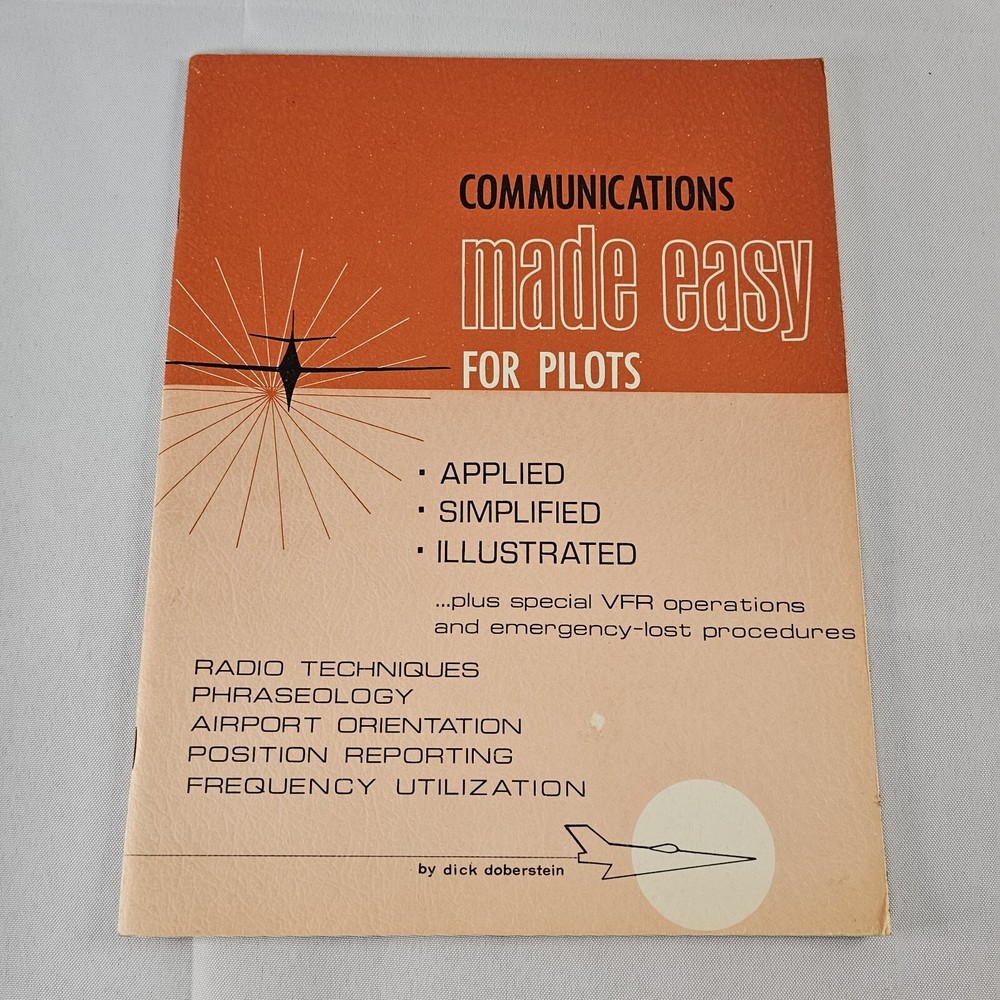 COMMUNICATIONS
made easy
FOR PILOTS
· APPLIED
· SIMPLIFIED
· ILLUSTRATED
...plus special VFR operations
and emergency-lost procedures
RADIO TECHNIQUES
PHRASEOLOGY
AIRPORT ORIENTATION
POSITION REPORTING
FREQUENCY UTILIZATION
by dick doberstein